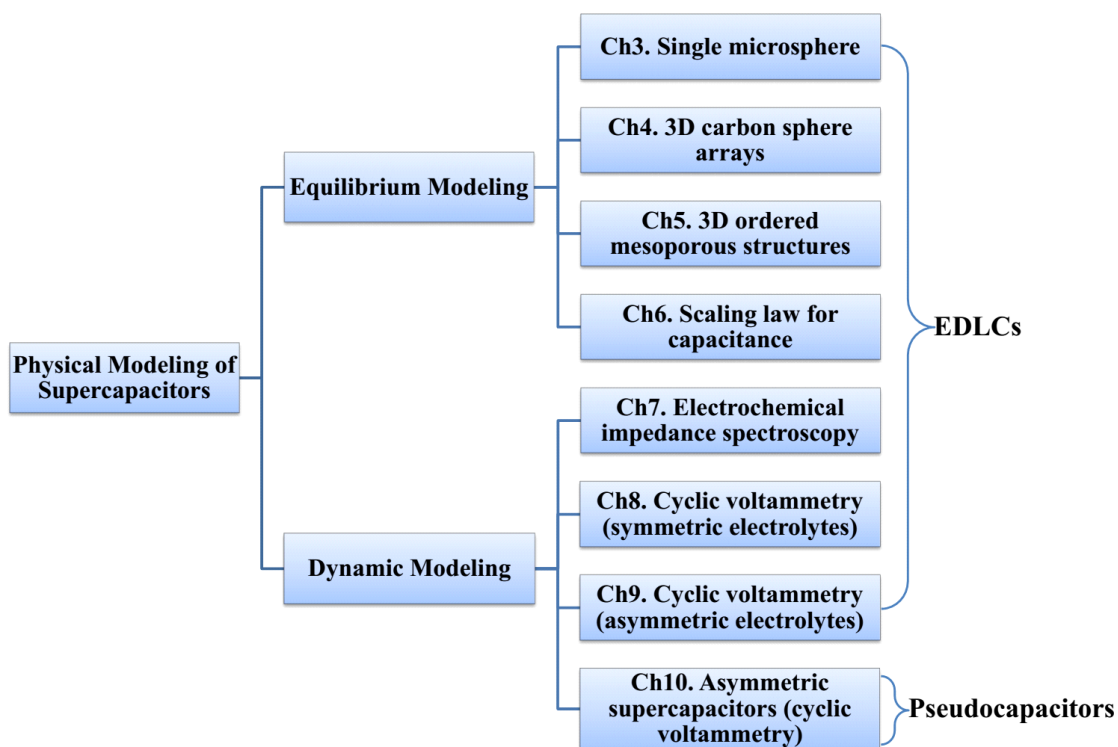 Physical Modeling of
Supercapacitors
Equilibrium Modeling
Ch3. Single microsphere
Ch4. 3D carbon sphere
arrays
Ch5. 3D ordered
mesoporous structures
Ch6. Scaling law for
capacitance
Dynamic Modeling
Ch7. Electrochemical
impedance spectroscopy
Ch8. Cyclic voltammetry
(symmetric electrolytes)
Ch9. Cyclic voltammetry
(asymmetric electrolytes)
Ch10. Asymmetric
supercapacitors (cyclic
voltammetry)
EDLCs
Pseudocapacitors